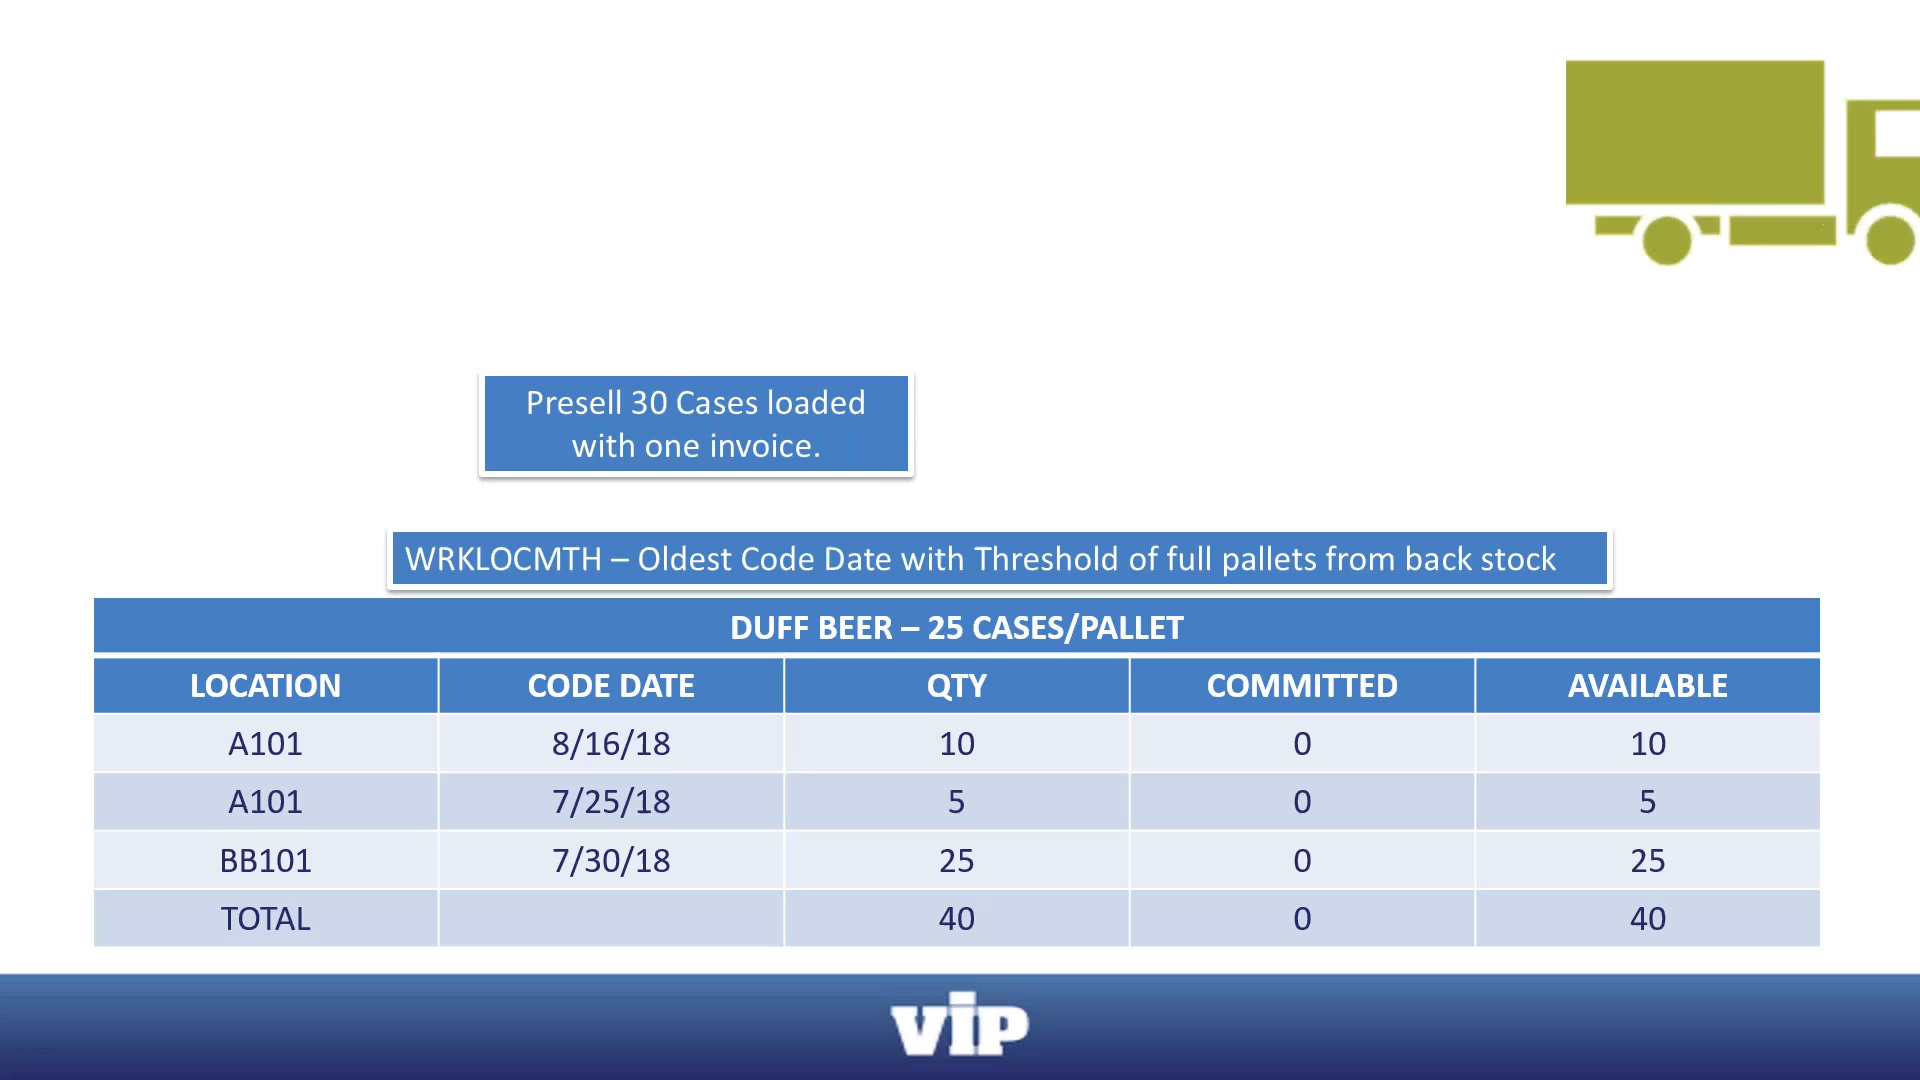 Presell 30 Cases loaded
with one invoice.
WRKLOCMTH – Oldest Code Date with Threshold of full pallets from back stock
DUFF BEER – 25 CASES/PALLET
LOCATION CODE DATE QTY COMMITTED AVAILABLE
A101 8/16/18 10 0 10
A101 7/25/18 5 0 5
BB101 7/30/18 25 0 25
TOTAL 40 0 40
vip